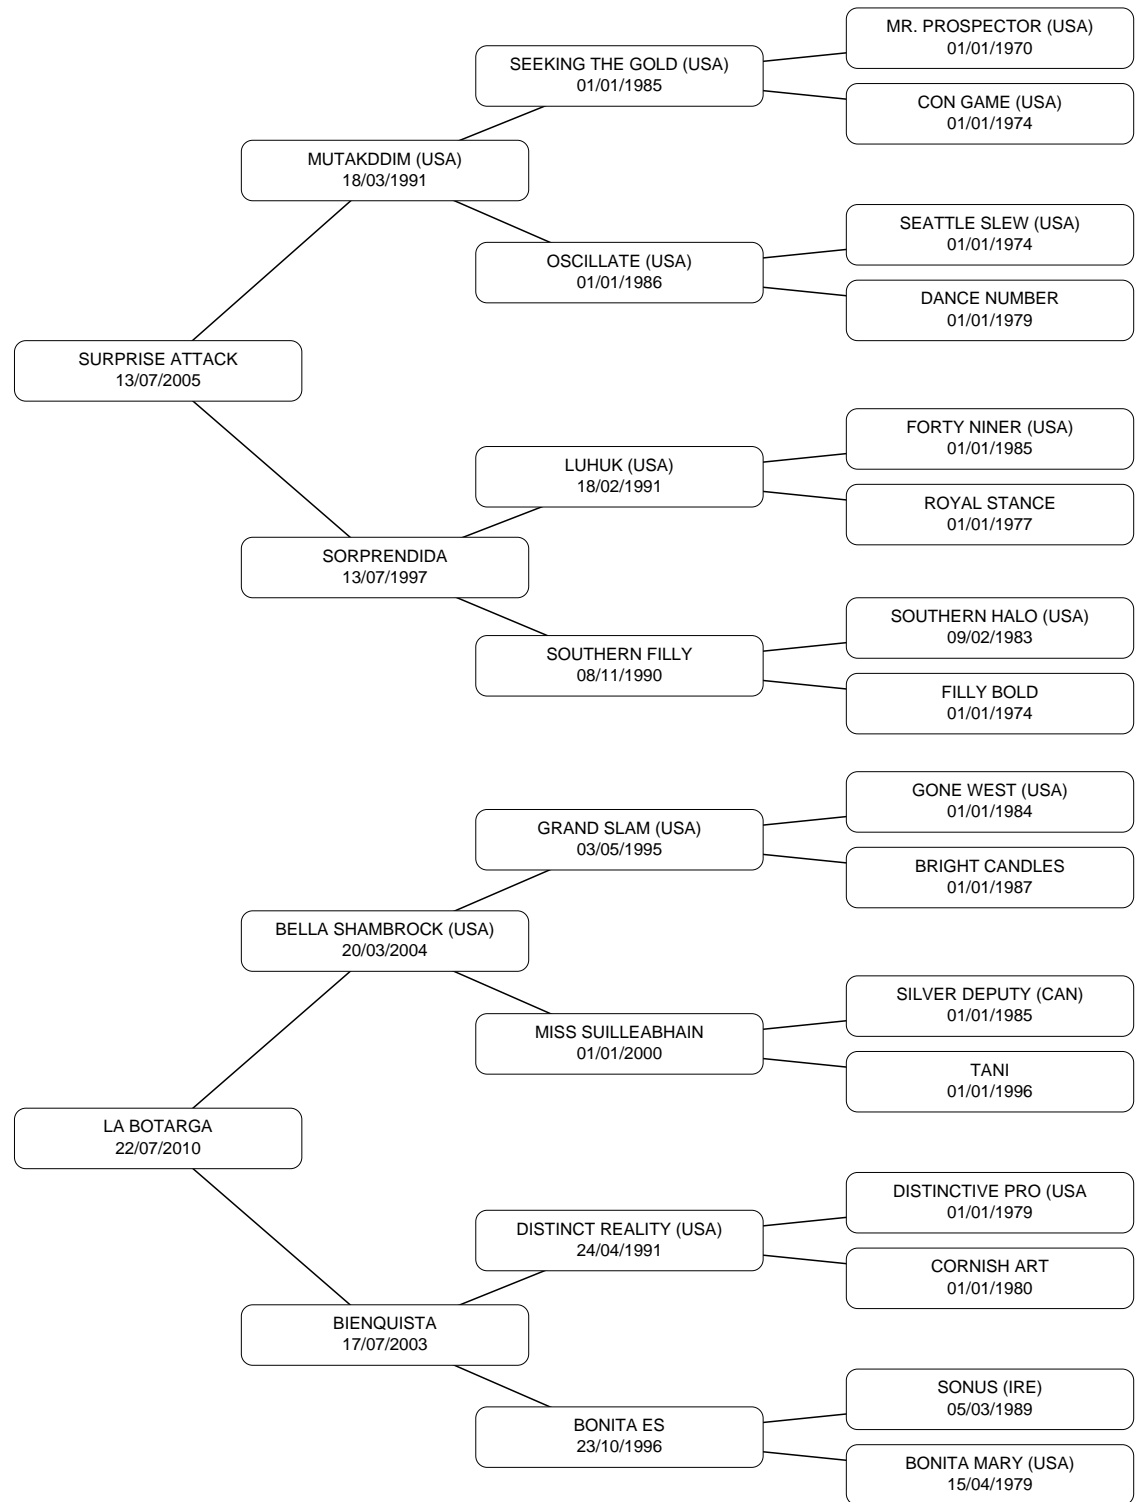 MR. PROSPECTOR (USA)
01/01/1970
SEEKING THE GOLD (USA)
01/01/1985
CON GAME (USA)
01/01/1974
MUTAKDDIM (USA)
18/03/1991
SEATTLE SLEW (USA)
01/01/1974
OSCILLATE (USA)
01/01/1986
DANCE NUMBER
01/01/1979
SURPRISE ATTACK
13/07/2005
FORTY NINER (USA)
01/01/1985
LUHUK (USA)
18/02/1991
ROYAL STANCE
01/01/1977
SORPRENDIDA
13/07/1997
SOUTHERN HALO (USA)
09/02/1983
SOUTHERN FILLY
08/11/1990
FILLY BOLD
01/01/1974
GONE WEST (USA)
01/01/1984
GRAND SLAM (USA)
03/05/1995
BRIGHT CANDLES
01/01/1987
BELLA SHAMBROCK (USA)
20/03/2004
SILVER DEPUTY (CAN)
01/01/1985
MISS SUILLEABHAIN
01/01/2000
TANI
01/01/1996
LA BOTARGA
22/07/2010
DISTINCTIVE PRO (USA
01/01/1979
DISTINCT REALITY (USA)
24/04/1991
CORNISH ART
01/01/1980
BIENQUISTA
17/07/2003
SONUS (IRE)
05/03/1989
BONITA ES
23/10/1996
BONITA MARY (USA)
15/04/1979